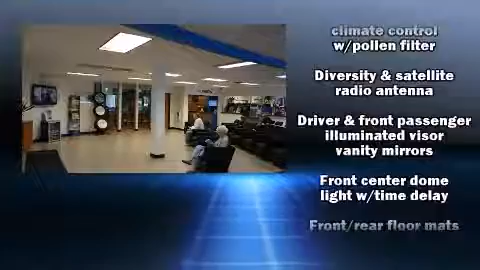 climate control
w/pollen filter
Diversity & satellite
radio antenna
Driver & front passenger
illuminated visor
vanity mirrors
Front center dome
light w/time delay
Front/rear floor mats